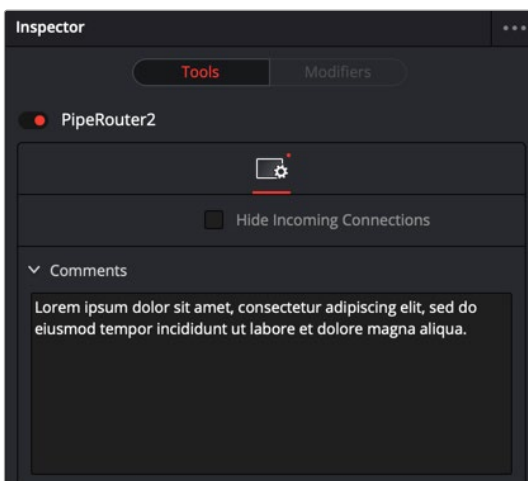 Inspector
Tools
Modifiers
PipeRouter2
Hide Incoming Connections
Comments
Lorem ipsum dolor sit amet, consectetur adipiscing elit, sed do
eiusmod tempor incididunt ut labore et dolore magna aliqua.